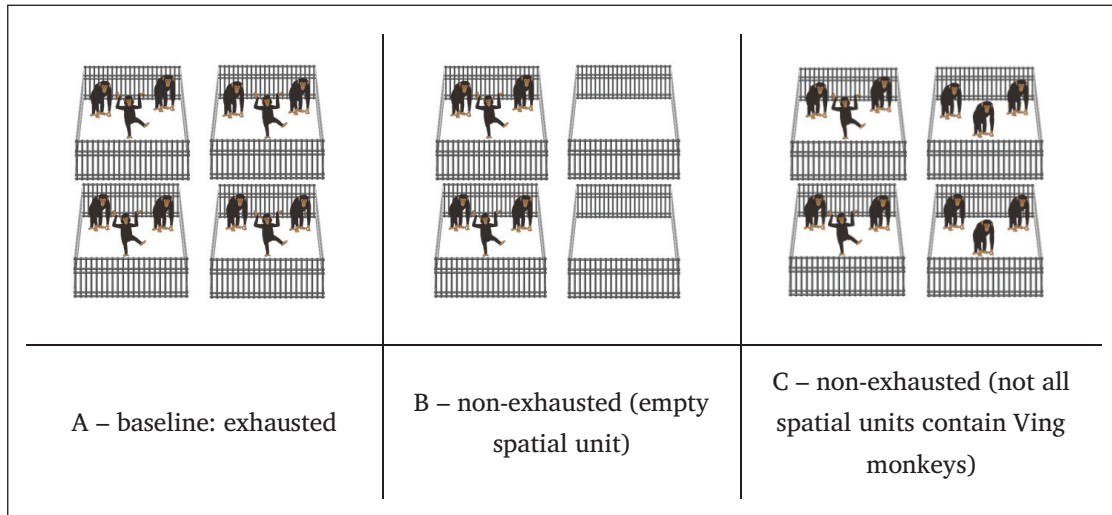 A – baseline: exhausted
B – non-exhausted (empty
spatial unit)
C – non-exhausted (not all
spatial units contain Ving
monkeys)